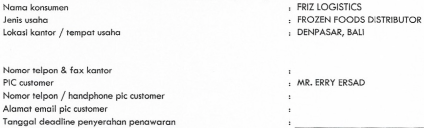 Nama konsumen : FRIZ LOGISTICS
Jenis usaha : FROZEN FOODS DISTRIBUTOR
Lokasi kantor / tempat usaha : DENPASAR, BALI
Nomor telpon & fax kantor :
PIC customer : MR. ERRY ERSAD
Nomor telpon / handphone pic customer :
Alamat email pic customer :
Tanggal deadline penyerahan penawaran :